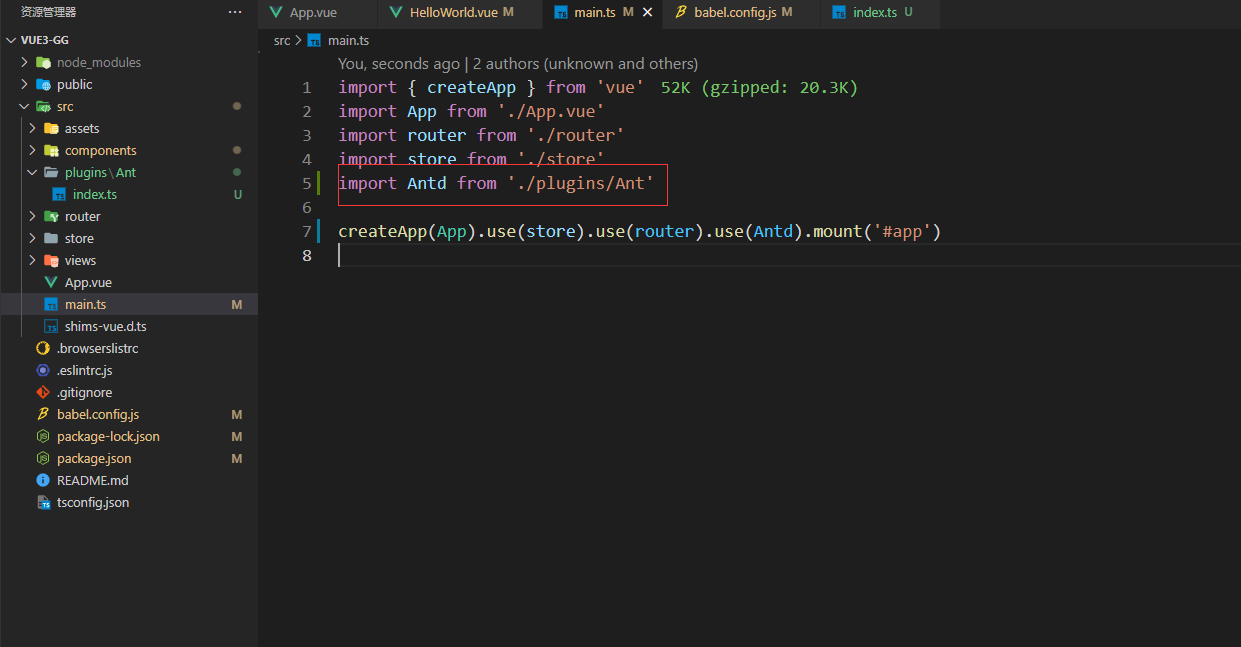 资源管理器 ···
VUE3-GG
node_modules
public
src
assets
components
plugins\Ant
index.ts U
router
store
views
App.vue
main.ts M
shims-vue.d.ts
.browserslistrc
.eslintrc.js
.gitignore
babel.config.js M
package-lock.json M
package.json M
README.md
tsconfig.json
App.vue HelloWorld.vue M main.ts M babel.config.js M index.ts U
src > main.ts
You, seconds ago | 2 authors (unknown and others)
1 import { createApp } from 'vue' 52K (gzipped: 20.3K)
2 import App from './App.vue'
3 import router from './router'
4 import store from './store'
5 import Antd from './plugins/Ant'
6
7 createApp(App).use(store).use(router).use(Antd).mount('#app')
8